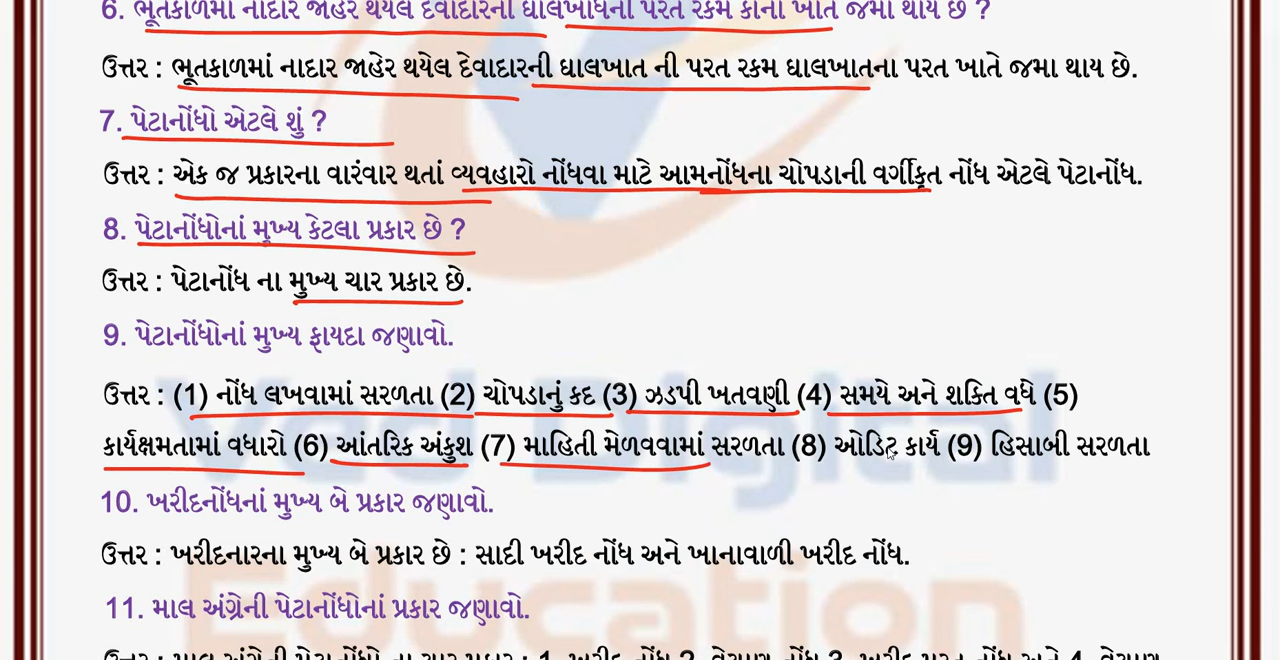 6. ભૂતકાળમાં નાદાર જાહેર થયેલ દેવાદારની ઘાલખાધની પરત રકમ કોના ખાતે જમા થાય છે ?
ઉત્તર : ભૂતકાળમાં નાદાર જાહેર થયેલ દેવાદારની ઘાલખાત ની પરત રકમ ઘાલખાતના પરત ખાતે જમા થાય છે.
7. પેટાનોંધો એટલે શું ?
ઉત્તર : એક જ પ્રકારના વારંવાર થતાં વ્યવહારો નોંધવા માટે આમનોંધના ચોપડાની વર્ગીકૃત નોંધ એટલે પેટાનોંધ.
8. પેટાનોંધોનાં મુખ્ય કેટલા પ્રકાર છે ?
ઉત્તર : પેટાનોંધ ના મુખ્ય ચાર પ્રકાર છે.
9. પેટાનોંધોનાં મુખ્ય ફાયદા જણાવો.
ઉત્તર : (1) નોંધ લખવામાં સરળતા (2) ચોપડાનું કદ (3) ઝડપી ખતવણી (4) સમયે અને શક્તિ વધે (5)
કાર્યક્ષમતામાં વધારો (6) આંતરિક અંકુશ (7) માહિતી મેળવવામાં સરળતા (8) ઓડિટ કાર્ય (9) હિસાબી સરળતા
10. ખરીદનોંધનાં મુખ્ય બે પ્રકાર જણાવો.
ઉત્તર : ખરીદનારના મુખ્ય બે પ્રકાર છે : સાદી ખરીદ નોંધ અને ખાનાવાળી ખરીદ નોંધ.
11. માલ અંગ્રેની પેટાનોંધોનાં પ્રકાર જણાવો.
Ved Digital
Education